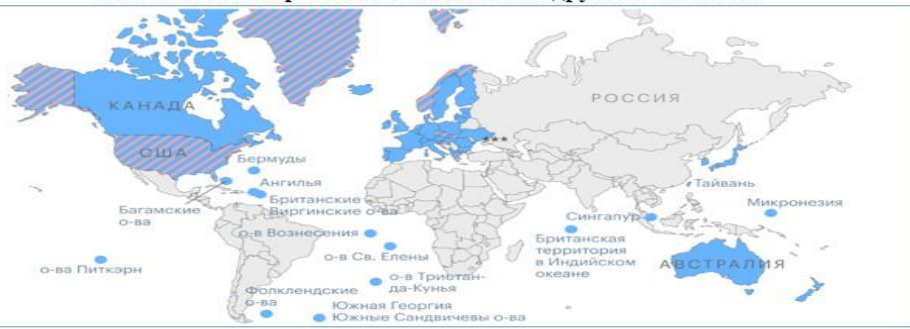 КАНАДА
США
РОССИЯ
Бермуды
Ангилья
Британские
Виргинские о-ва
Багамские
о-ва
о-в Вознесения
о-в Св. Елены
о-ва Питкэрн
о-в Тристан-
да-Кунья
Фолклендские
о-ва
Южная Георгия
Южные Сандвичевы о-ва
***
Тайвань
Микронезия
Сингапур
Британская
территория
в Индийском
океане
АВСТРАЛИЯ